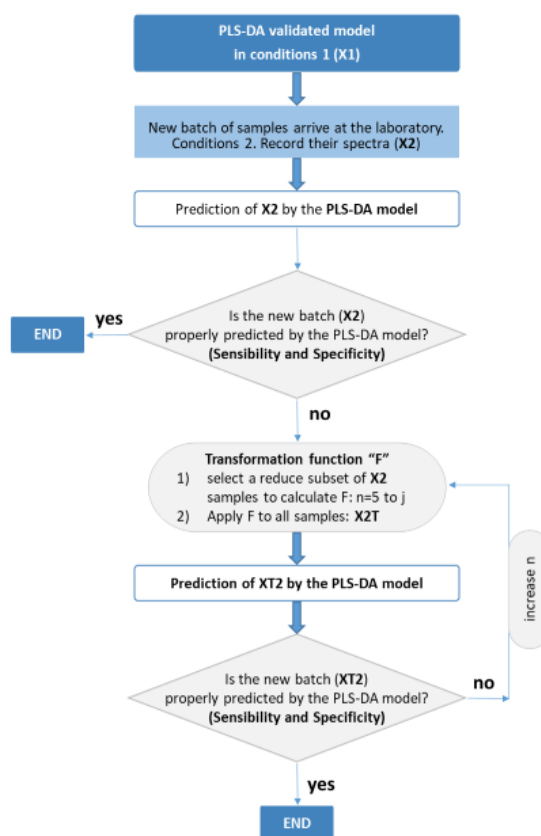 PLS-DA validated model
in conditions 1 (X1)
New batch of samples arrive at the laboratory.
Conditions 2. Record their spectra (X2)
Prediction of X2 by the PLS-DA model
Is the new batch (X2)
properly predicted by the PLS-DA model?
(Sensibility and Specificity)
yes
END
no
Transformation function “F”
1) select a reduce subset of X2
samples to calculate F: n=5 to j
2) Apply F to all samples: X2T
Prediction of XT2 by the PLS-DA model
increase n
Is the new batch (XT2)
properly predicted by the PLS-DA model?
(Sensibility and Specificity)
no
yes
END